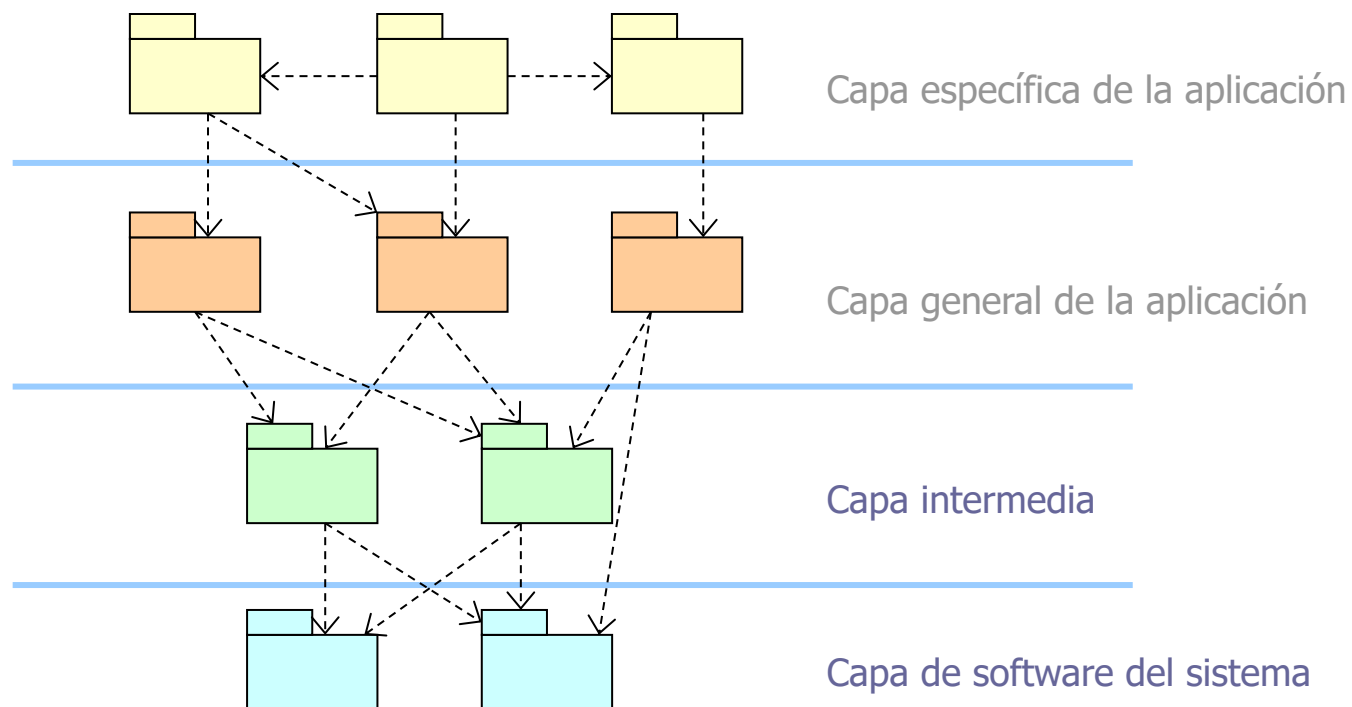 Capa específica de la aplicación
Capa general de la aplicación
Capa intermedia
Capa de software del sistema